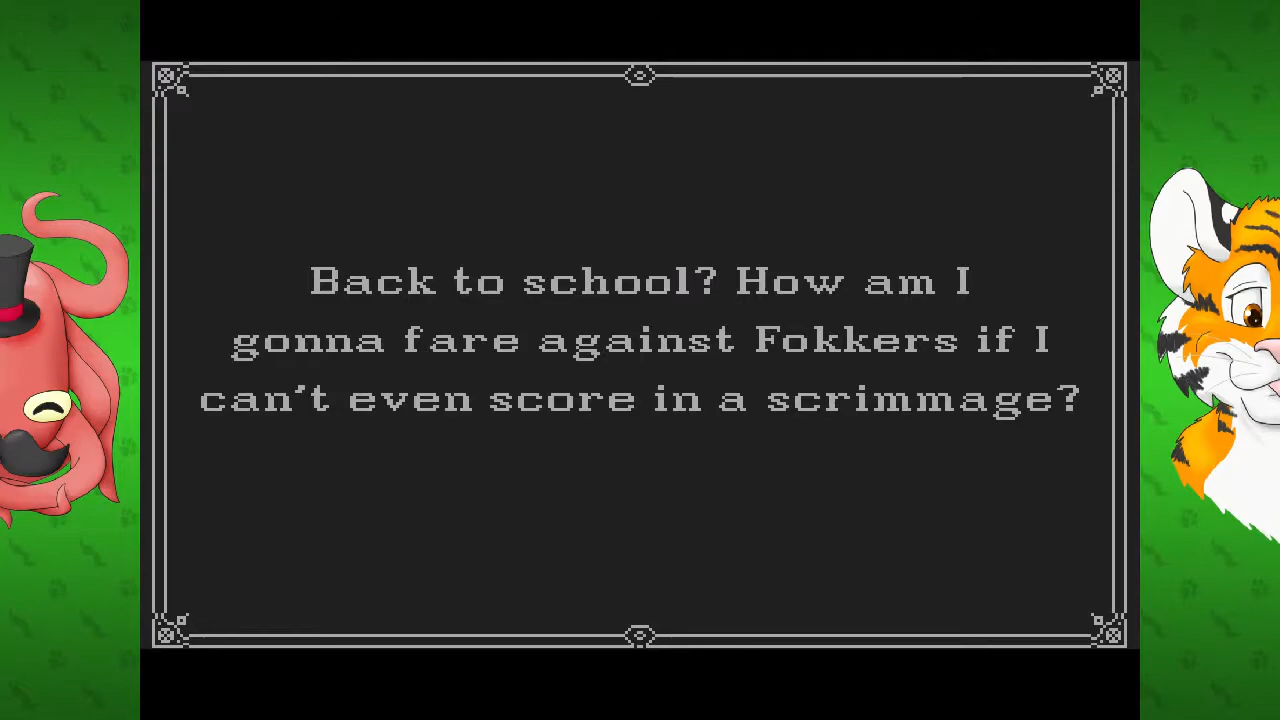 Back to school? How am I
gonna fare against Fokkers if I
can't even score in a scrimmage?